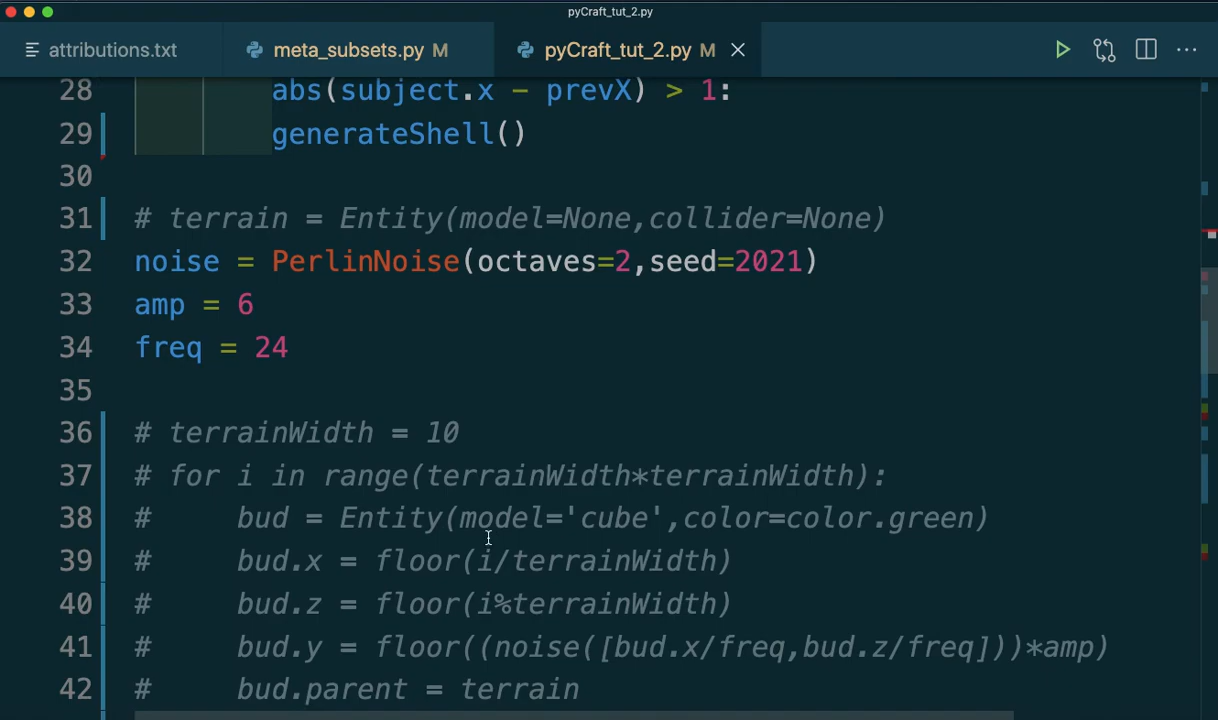 pyCraft_tut_2.py
attributions.txt meta_subsets.py M pyCraft_tut_2.py M
28 abs(subject.x - prevX) > 1:
29 generateShell()
30
31 # terrain = Entity(model=None,collider=None)
32 noise = PerlinNoise(octaves=2,seed=2021)
33 amp = 6
34 freq = 24
35
36 # terrainWidth = 10
37 # for i in range(terrainWidth*terrainWidth):
38 #     bud = Entity(model='cube',color=color.green)
39 #     bud.x = floor(i/terrainWidth)
40 #     bud.z = floor(i%terrainWidth)
41 #     bud.y = floor((noise([bud.x/freq,bud.z/freq]))*amp)
42 #     bud.parent = terrain